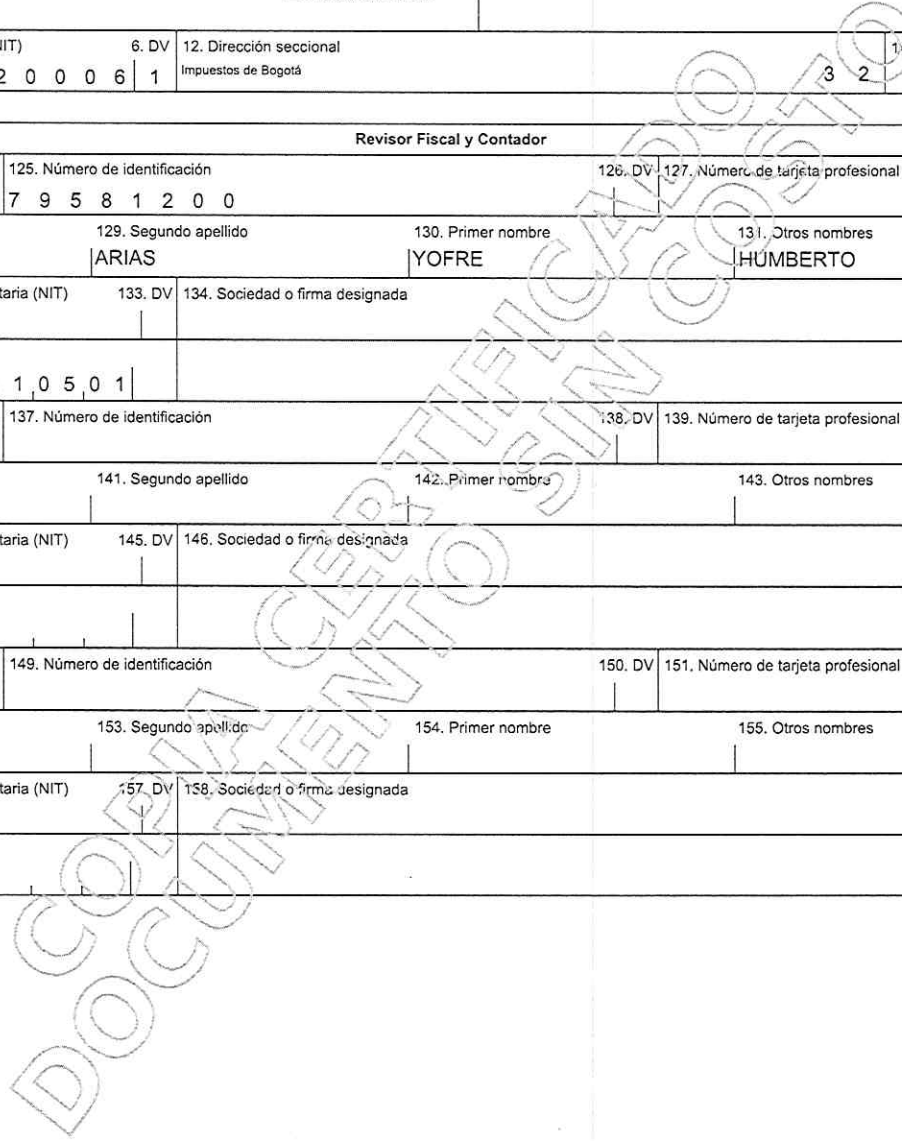 IIT) 6. DV 12. Dirección seccional
2 0 0 0 6 1 Impuestos de Bogotá 3 2
Revisor Fiscal y Contador
125. Número de identificación 126. DV 127. Número de tarjeta profesional
7 9 5 8 1 2 0 0
129. Segundo apellido 130. Primer nombre 131. Otros nombres
ARIAS YOFRE HUMBERTO
taria (NIT) 133. DV 134. Sociedad o firma designada
1 0 5 0 1
137. Número de identificación 138. DV 139. Número de tarjeta profesional
141. Segundo apellido 142. Primer nombre 143. Otros nombres
taria (NIT) 145. DV 146. Sociedad o firma designada
149. Número de identificación 150. DV 151. Número de tarjeta profesional
153. Segundo apellido 154. Primer nombre 155. Otros nombres
taria (NIT) 157. DV 158. Sociedad o firma designada
COPIA CERTIFICADO
DOCUMENTO SIN COSTO